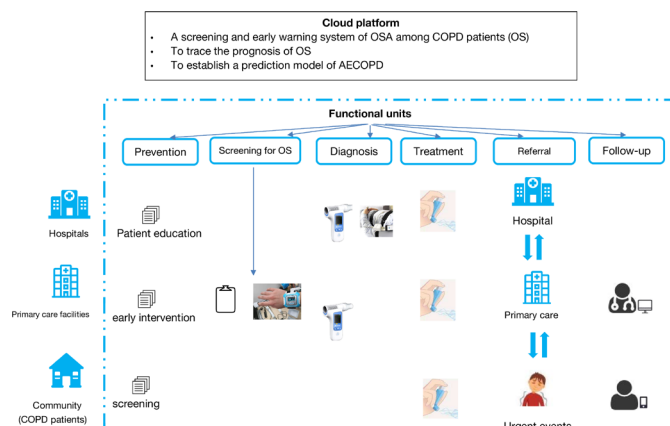 Cloud platform
• A screening and early warning system of OSA among COPD patients (OS)
• To trace the prognosis of OS
• To establish a prediction model of AECOPD
Functional units
Prevention
Screening for OS
Diagnosis
Treatment
Referral
Follow-up
Hospitals
Patient education
Hospital
Primary care facilities
early intervention
Primary care
Community
(COPD patients)
screening
Urgent events